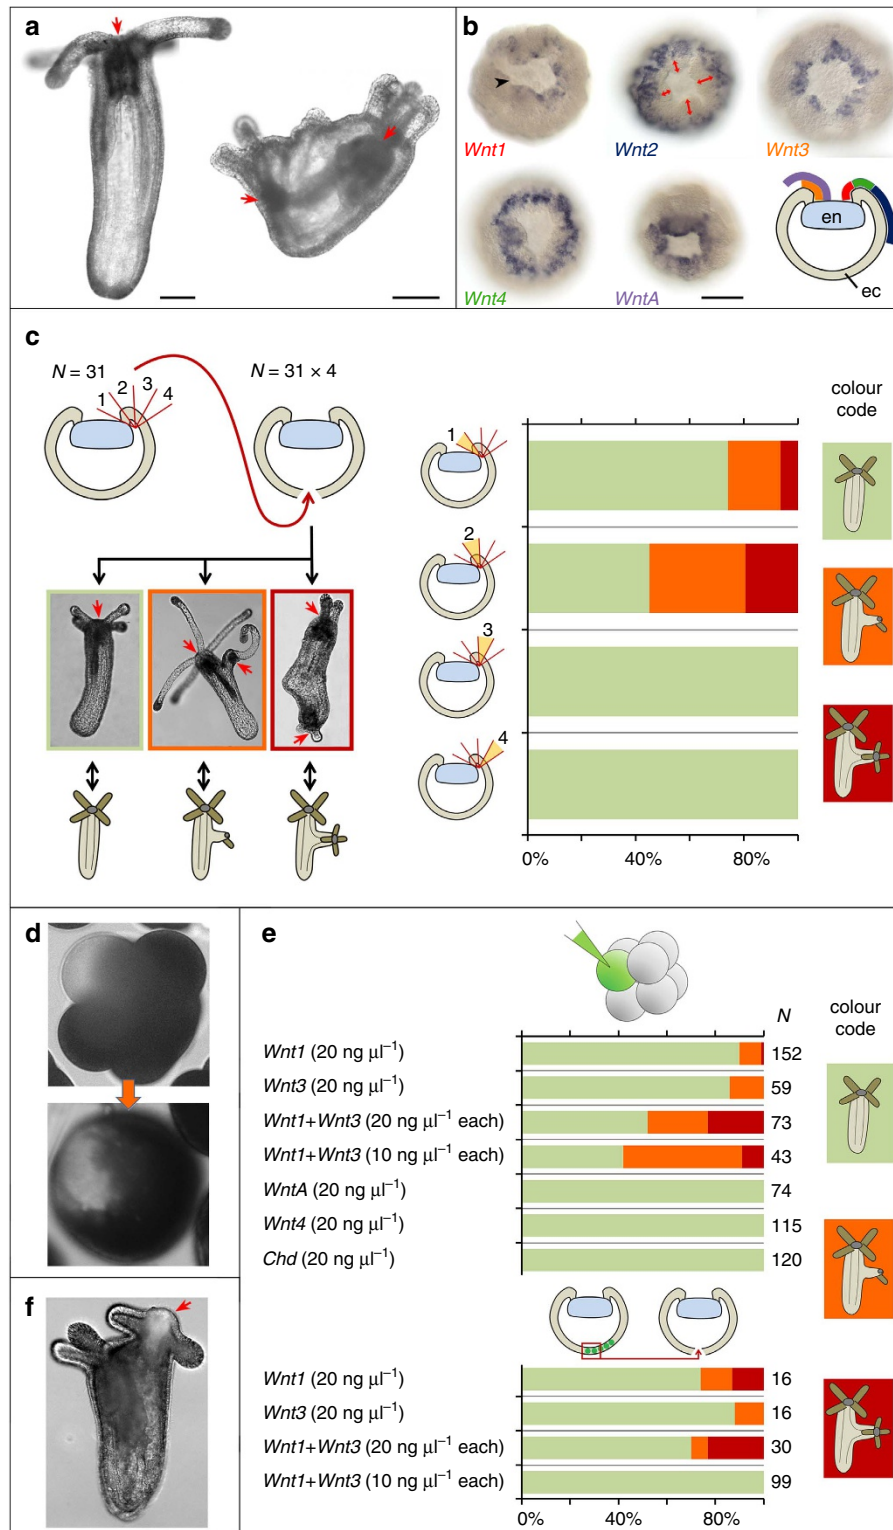 a
b
Wnt1
Wnt2
Wnt3
Wnt4
WntA
en
ec
c
N = 31
N = 31 × 4
1
2
3
4
1
2
3
4
0%
40%
80%
colour
code
d
e
N
colour
code
Wnt1 (20 ng µl⁻¹)
152
Wnt3 (20 ng µl⁻¹)
59
Wnt1+Wnt3 (20 ng µl⁻¹ each)
73
Wnt1+Wnt3 (10 ng µl⁻¹ each)
43
WntA (20 ng µl⁻¹)
74
Wnt4 (20 ng µl⁻¹)
115
Chd (20 ng µl⁻¹)
120
f
Wnt1 (20 ng µl⁻¹)
16
Wnt3 (20 ng µl⁻¹)
16
Wnt1+Wnt3 (20 ng µl⁻¹ each)
30
Wnt1+Wnt3 (10 ng µl⁻¹ each)
99
0%
40%
80%